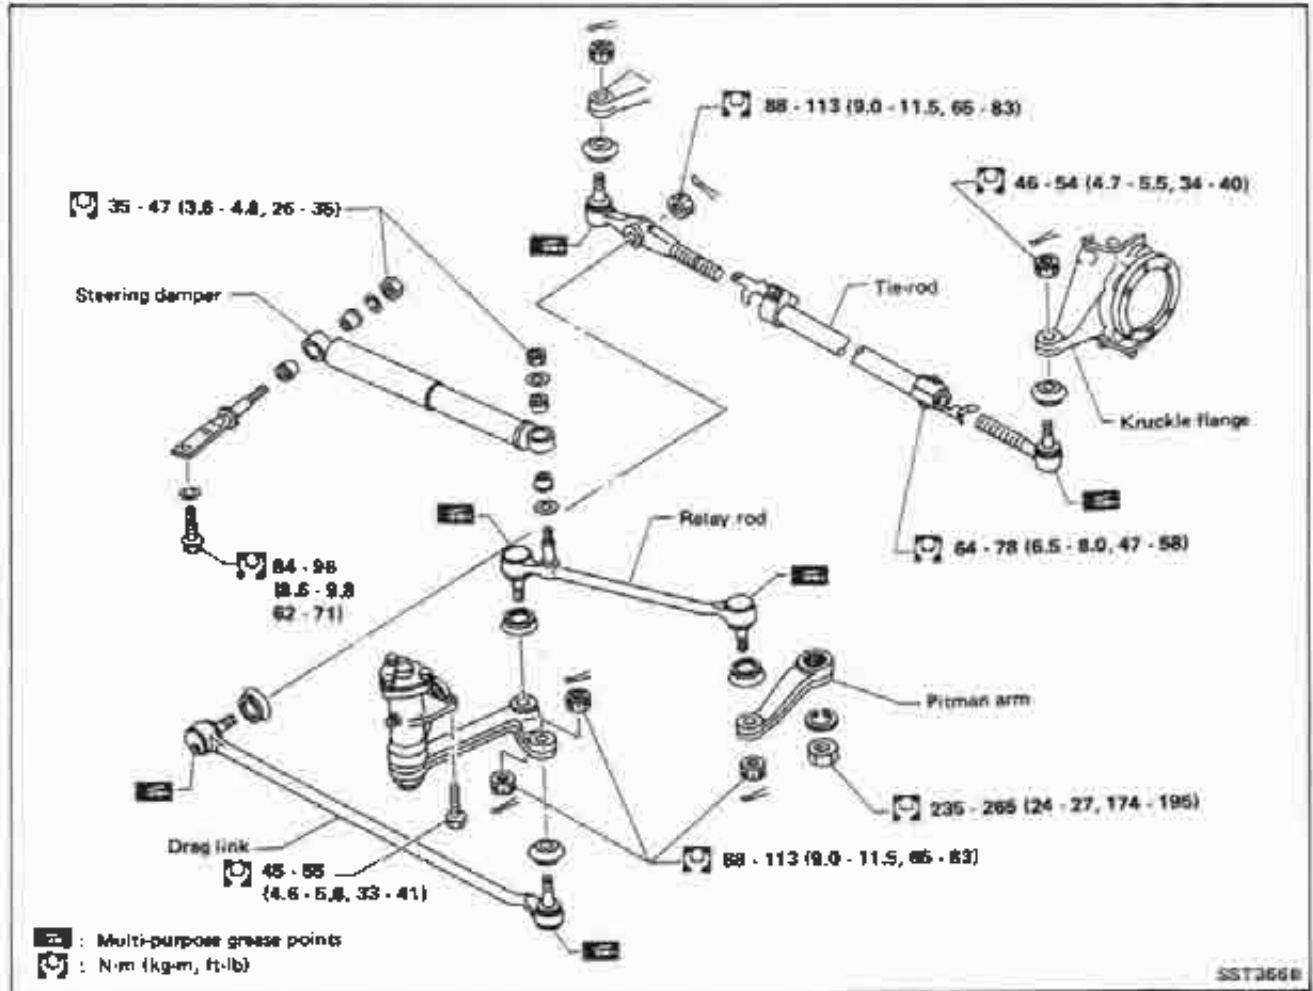 88 - 113 (9.0 - 11.5, 65 - 83)
46 - 54 (4.7 - 5.5, 34 - 40)
35 - 47 (3.6 - 4.8, 26 - 35)
Steering damper
Tie-rod
Knuckle flange
Relay rod
64 - 78 (6.5 - 8.0, 47 - 58)
84 - 96
(8.6 - 9.8
62 - 71)
Pitman arm
235 - 265 (24 - 27, 174 - 195)
Drag link
88 - 113 (9.0 - 11.5, 65 - 83)
45 - 55
(4.6 - 5.6, 33 - 41)
: Multi-purpose grease points
: N·m (kg-m, ft-lb)